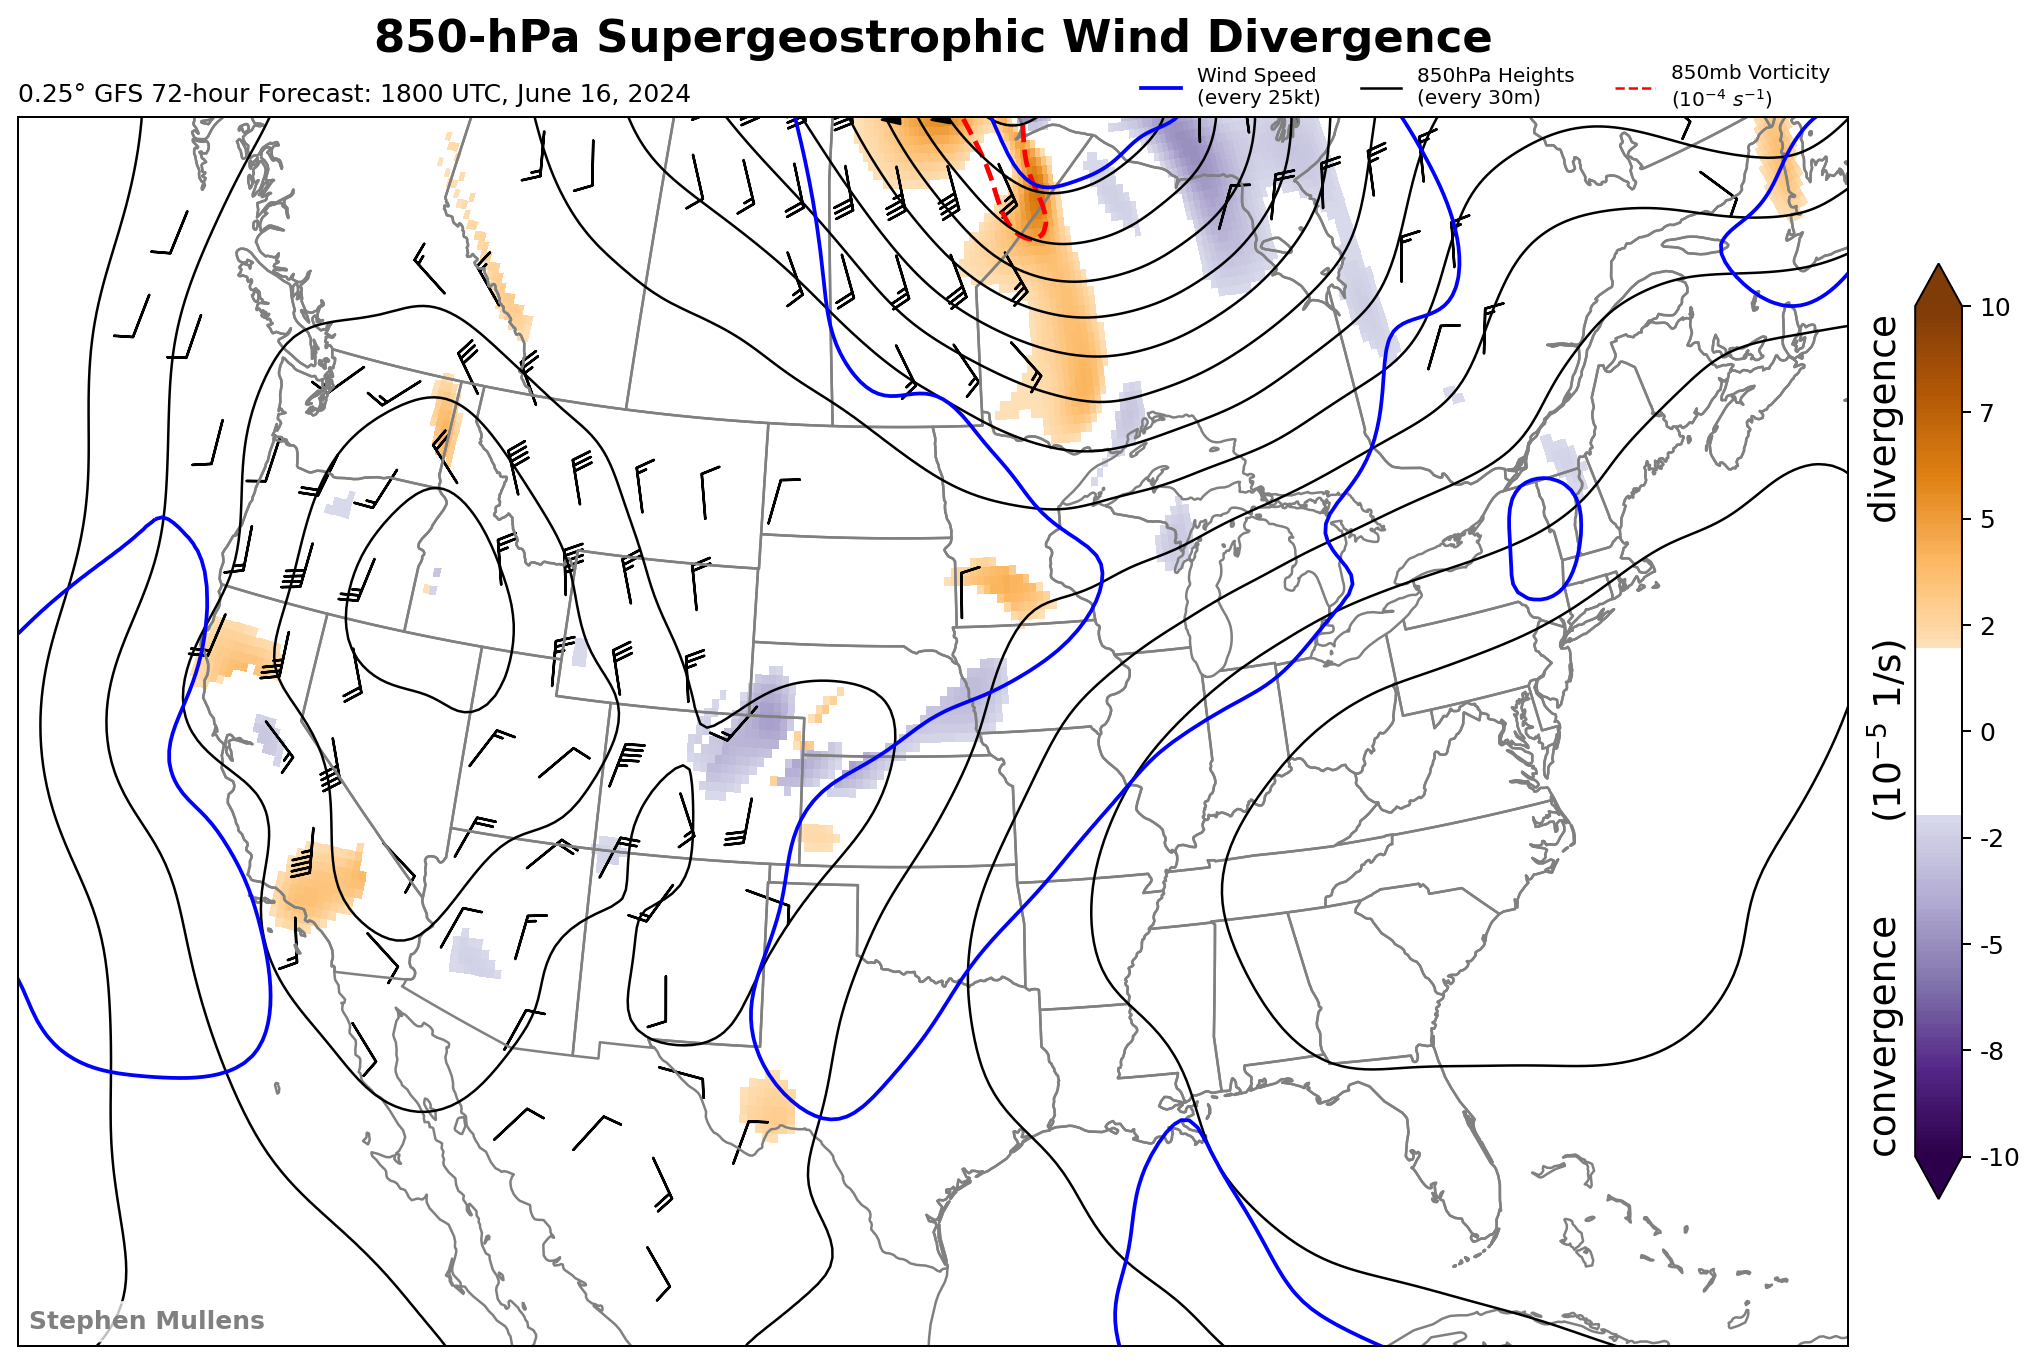 850-hPa Supergeostrophic Wind Divergence
0.25° GFS 72-hour Forecast: 1800 UTC, June 16, 2024
Wind Speed
(every 25kt)
850hPa Heights
(every 30m)
850mb Vorticity
(10⁻⁴ s⁻¹)
10
7
5
2
0
-2
-5
-8
-10
convergence (10⁻⁵ 1/s) divergence
Stephen Mullens